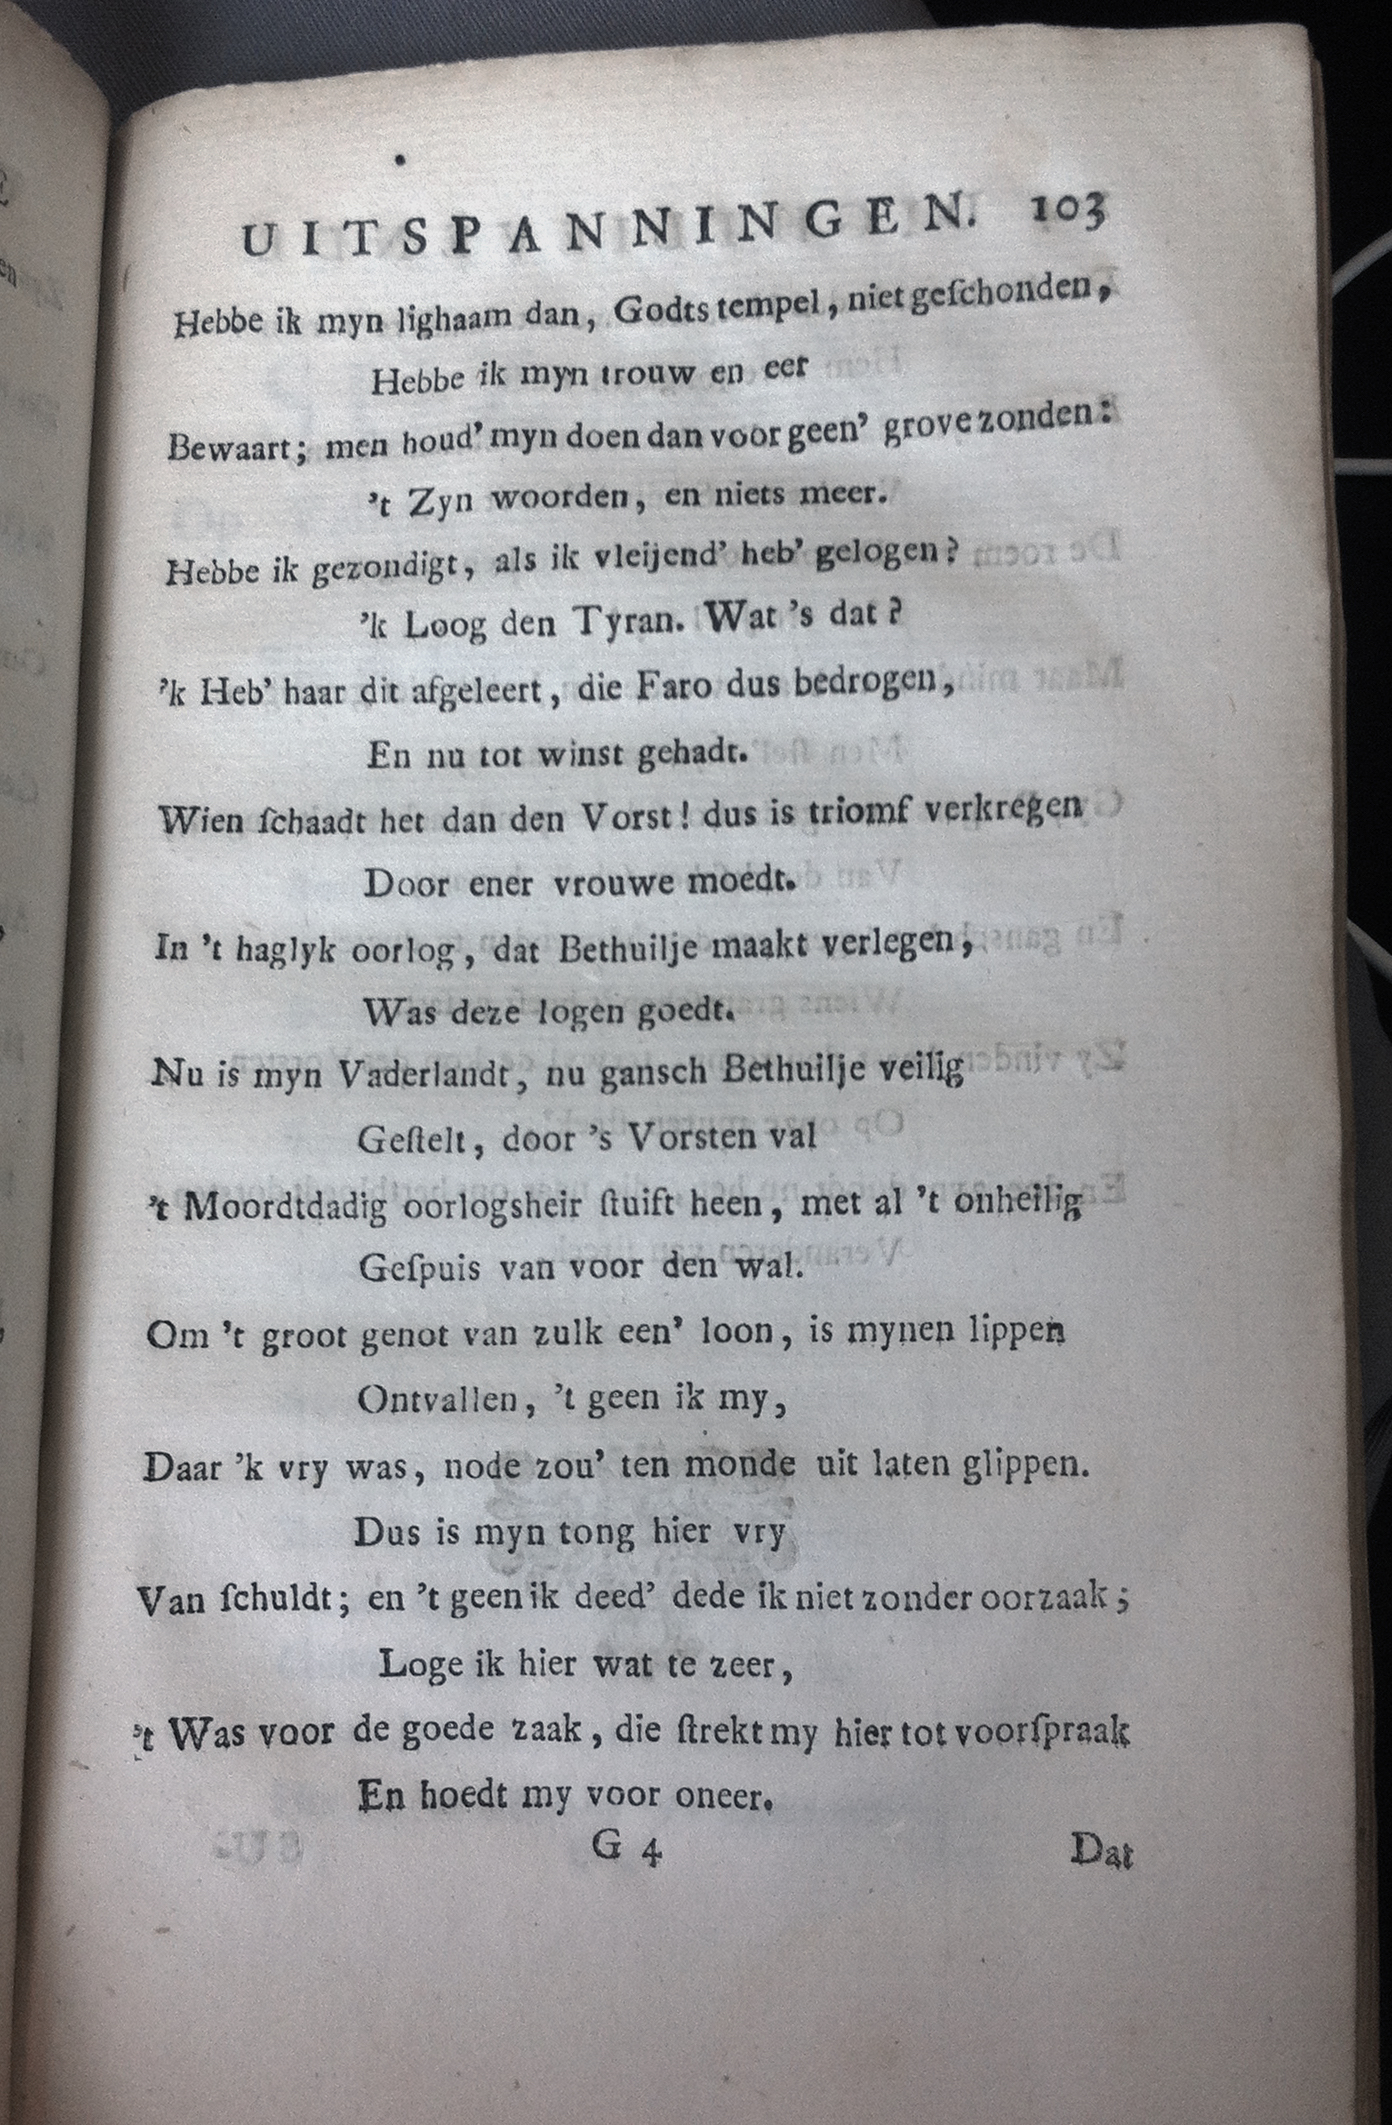 UITSPANNINGEN. 103
Hebbe ik myn lighaam dan, Godts tempel, niet geſchonden,
Hebbe ik myn trouw en eer
Bewaart; men houd' myn doen dan voor geen' grove zonden:
't Zyn woorden, en niets meer.
Hebbe ik gezondigt, als ik vleijend' heb' gelogen?
'k Loog den Tyran. Wat 's dat?
'k Heb' haar dit afgeleert, die Faro dus bedrogen,
En nu tot winst gehadt.
Wien ſchaadt het dan den Vorst! dus is triomf verkregen
Door ener vrouwe moedt.
In 't haglyk oorlog, dat Bethuilje maakt verlegen,
Was deze logen goedt.
Nu is myn Vaderlandt, nu gansch Bethuilje veilig
Geſtelt, door 's Vorsten val
't Moordtdadig oorlogsheir ſtuift heen, met al 't onheilig
Geſpuis van voor den wal.
Om 't groot genot van zulk een' loon, is mynen lippen
Ontvallen, 't geen ik my,
Daar 'k vry was, node zou' ten monde uit laten glippen.
Dus is myn tong hier vry
Van ſchuldt; en 't geen ik deed' dede ik niet zonder oorzaak;
Loge ik hier wat te zeer,
't Was voor de goede zaak, die ſtrekt my hier tot voorſpraak
En hoedt my voor oneer.
G 4 Dat